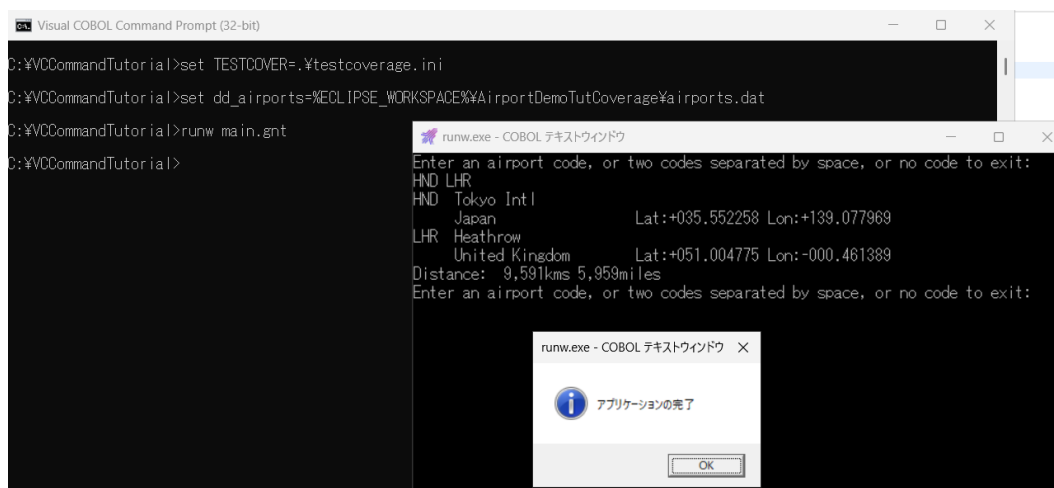 Visual COBOL Command Prompt (32-bit)
C:¥VCCommandTutorial>set TESTCOVER=.¥testcoverage.ini
C:¥VCCommandTutorial>set dd_airports=%ECLIPSE_WORKSPACE%¥AirportDemoTutCoverage¥airports.dat
C:¥VCCommandTutorial>runw main.gnt
C:¥VCCommandTutorial>
runw.exe - COBOL テキストウィンドウ
Enter an airport code, or two codes separated by space, or no code to exit:
HND LHR
HND  Tokyo Intl
Japan Lat:+035.552258 Lon:+139.077969
LHR  Heathrow
United Kingdom Lat:+051.004775 Lon:-000.461389
Distance:  9,591kms 5,959miles
Enter an airport code, or two codes separated by space, or no code to exit:
runw.exe - COBOL テキストウィンドウ
アプリケーションの完了
OK